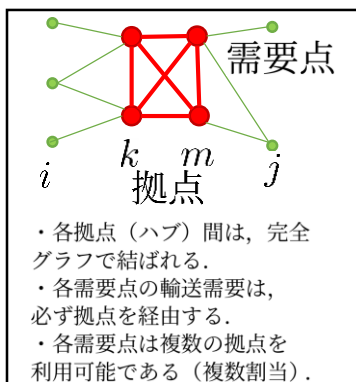 需要点
k m
i j
拠点
・各拠点（ハブ）間は，完全
グラフで結ばれる．
・各需要点の輸送需要は，
必ず拠点を経由する．
・各需要点は複数の拠点を
利用可能である（複数割当）．